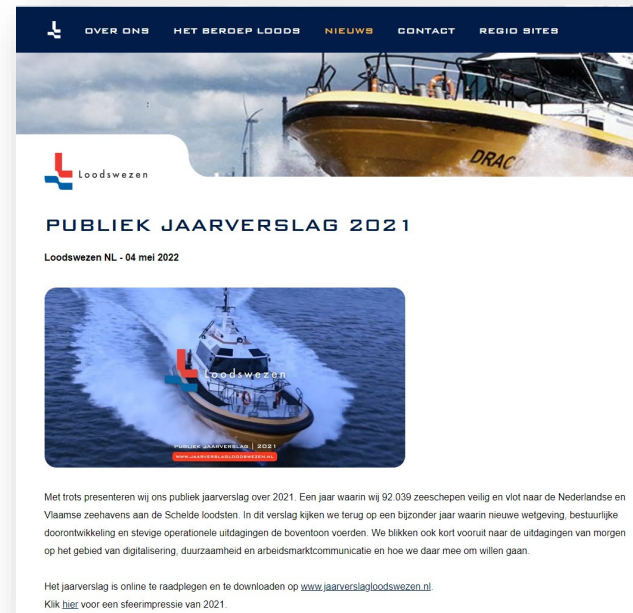 OVER ONS HET BEROEP LOODS NIEUWS CONTACT REGIO SITES
DRAC
Loodswezen
PUBLIEK JAARVERSLAG 2021
Loodswezen NL - 04 mei 2022
Loodswezen
PUBLIEK JAARVERSLAG | 2021
WWW.JAARVERSLAGLOODSWEZEN.NL
Met trots presenteren wij ons publiek jaarverslag over 2021. Een jaar waarin wij 92.039 zeeschepen veilig en vlot naar de Nederlandse en
Vlaamse zeehavens aan de Schelde loodsten. In dit verslag kijken we terug op een bijzonder jaar waarin nieuwe wetgeving, bestuurlijke
doorontwikkeling en stevige operationele uitdagingen de boventoon voerden. We blikken ook kort vooruit naar de uitdagingen van morgen
op het gebied van digitalisering, duurzaamheid en arbeidsmarktcommunicatie en hoe we daar mee om willen gaan.
Het jaarverslag is online te raadplegen en te downloaden op www.jaarverslagloodswezen.nl.
Klik hier voor een sfeerimpressie van 2021.